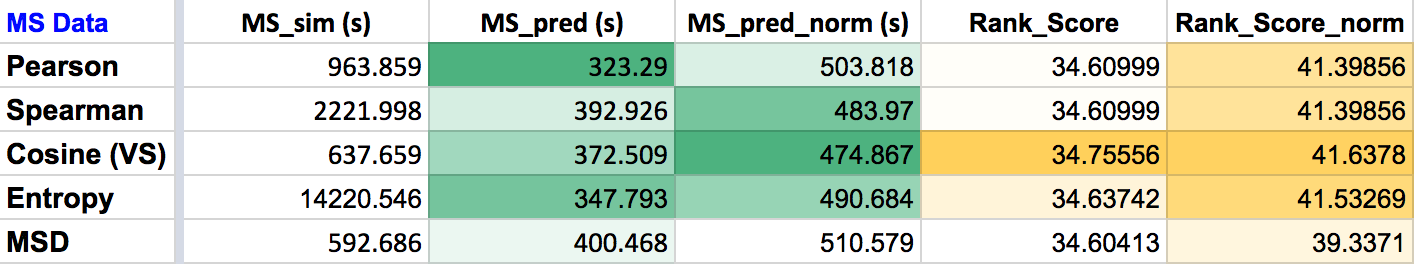 MS Data MS_sim (s) MS_pred (s) MS_pred_norm (s) Rank_Score Rank_Score_norm
Pearson 963.859 323.29 503.818 34.60999 41.39856
Spearman 2221.998 392.926 483.97 34.60999 41.39856
Cosine (VS) 637.659 372.509 474.867 34.75556 41.6378
Entropy 14220.546 347.793 490.684 34.63742 41.53269
MSD 592.686 400.468 510.579 34.60413 39.3371